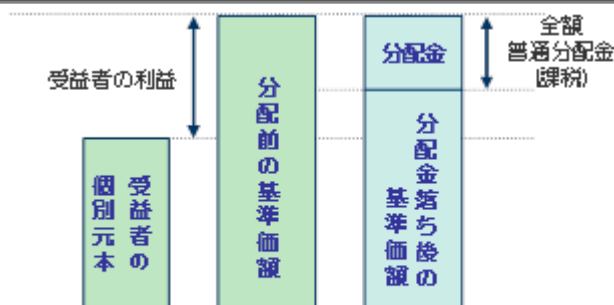 受益者の利益
受益者の
個別元本
分配前の基準価額
分配金
分配金落ち後の
基準価額
全額
普通分配金
(課税)